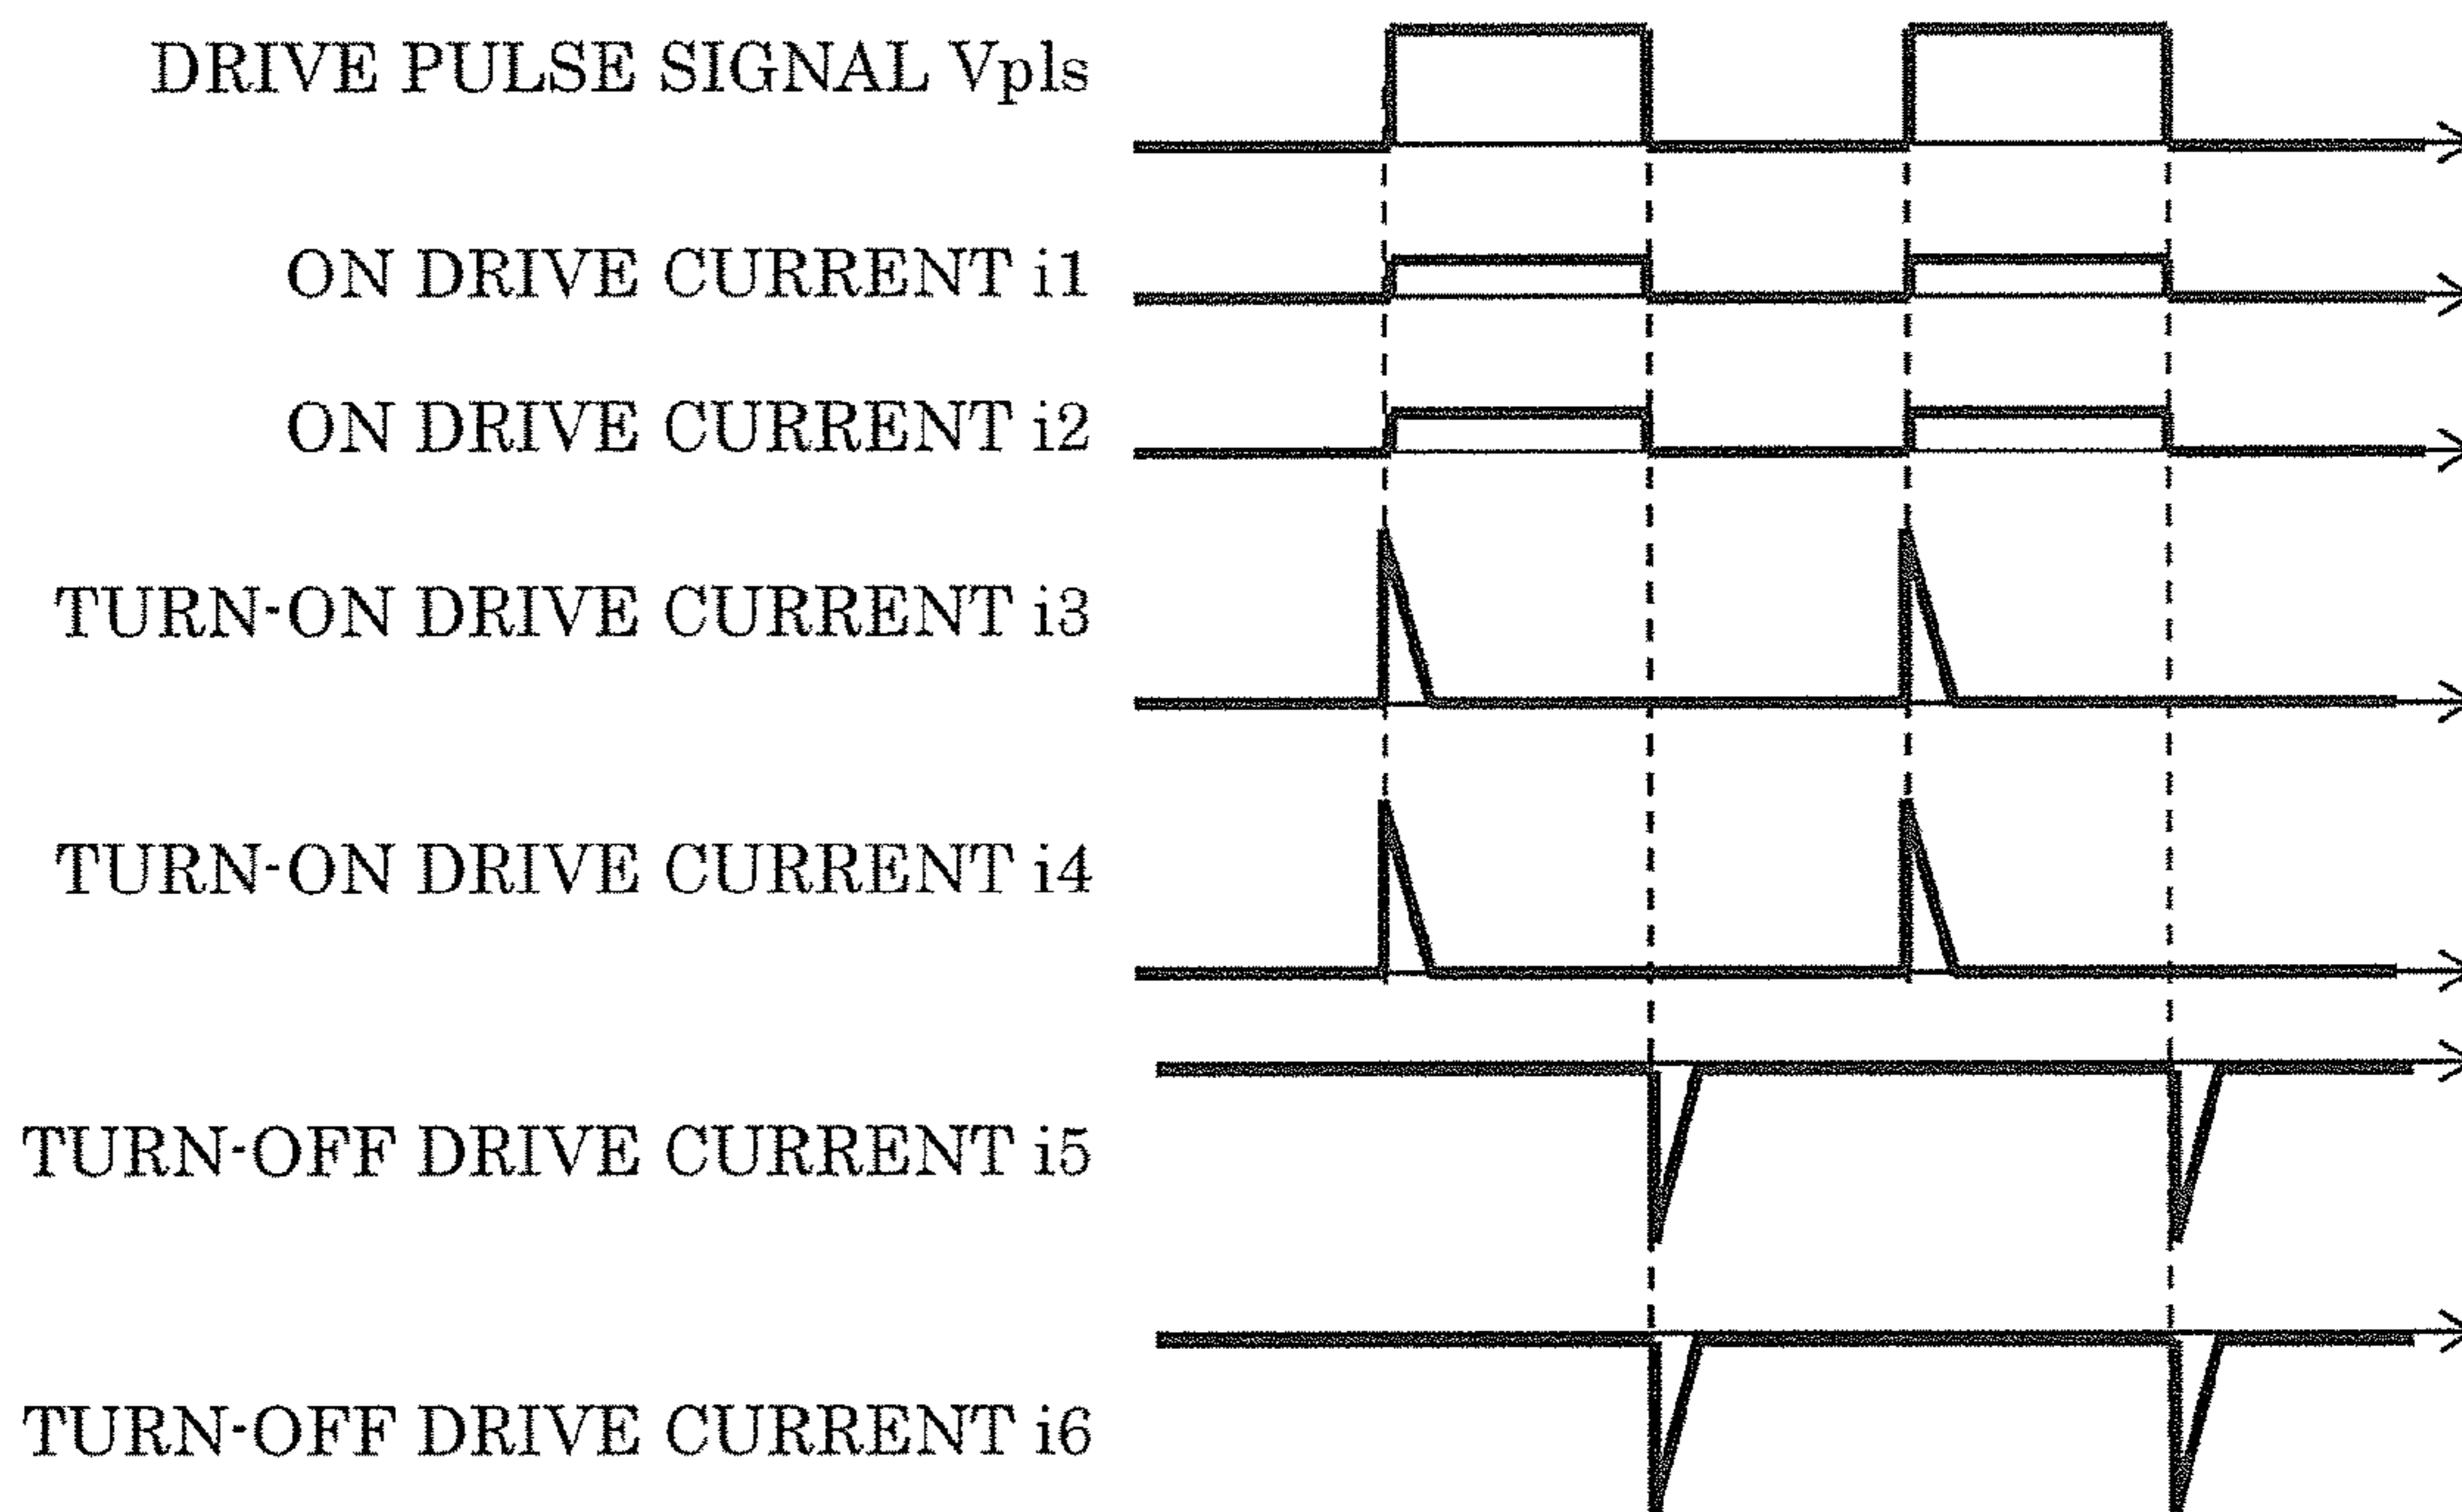 DRIVE PULSE SIGNAL Vpls
ON DRIVE CURRENT i1
ON DRIVE CURRENT i2
TURN-ON DRIVE CURRENT i3
TURN-ON DRIVE CURRENT i4
TURN-OFF DRIVE CURRENT i5
TURN-OFF DRIVE CURRENT i6